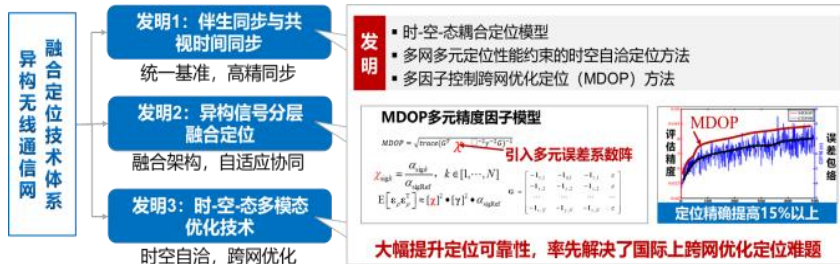 异构无线通信网
融合定位技术体系
发明1：伴生同步与共
视时间同步
统一基准，高精同步
发明2：异构信号分层
融合定位
融合架构，自适应协同
发明3：时-空-态多模态
优化技术
时空自洽，跨网优化
发明
时-空-态耦合定位模型
多网多元定位性能约束的时空自洽定位方法
多因子控制跨网优化定位（MDOP）方法
MDOP多元精度因子模型
引入多元误差系数阵
k∈[1,⋯,N]
MDOP
评估精度
误差包络
定位精确提高15%以上
大幅提升定位可靠性，率先解决了国际上跨网优化定位难题